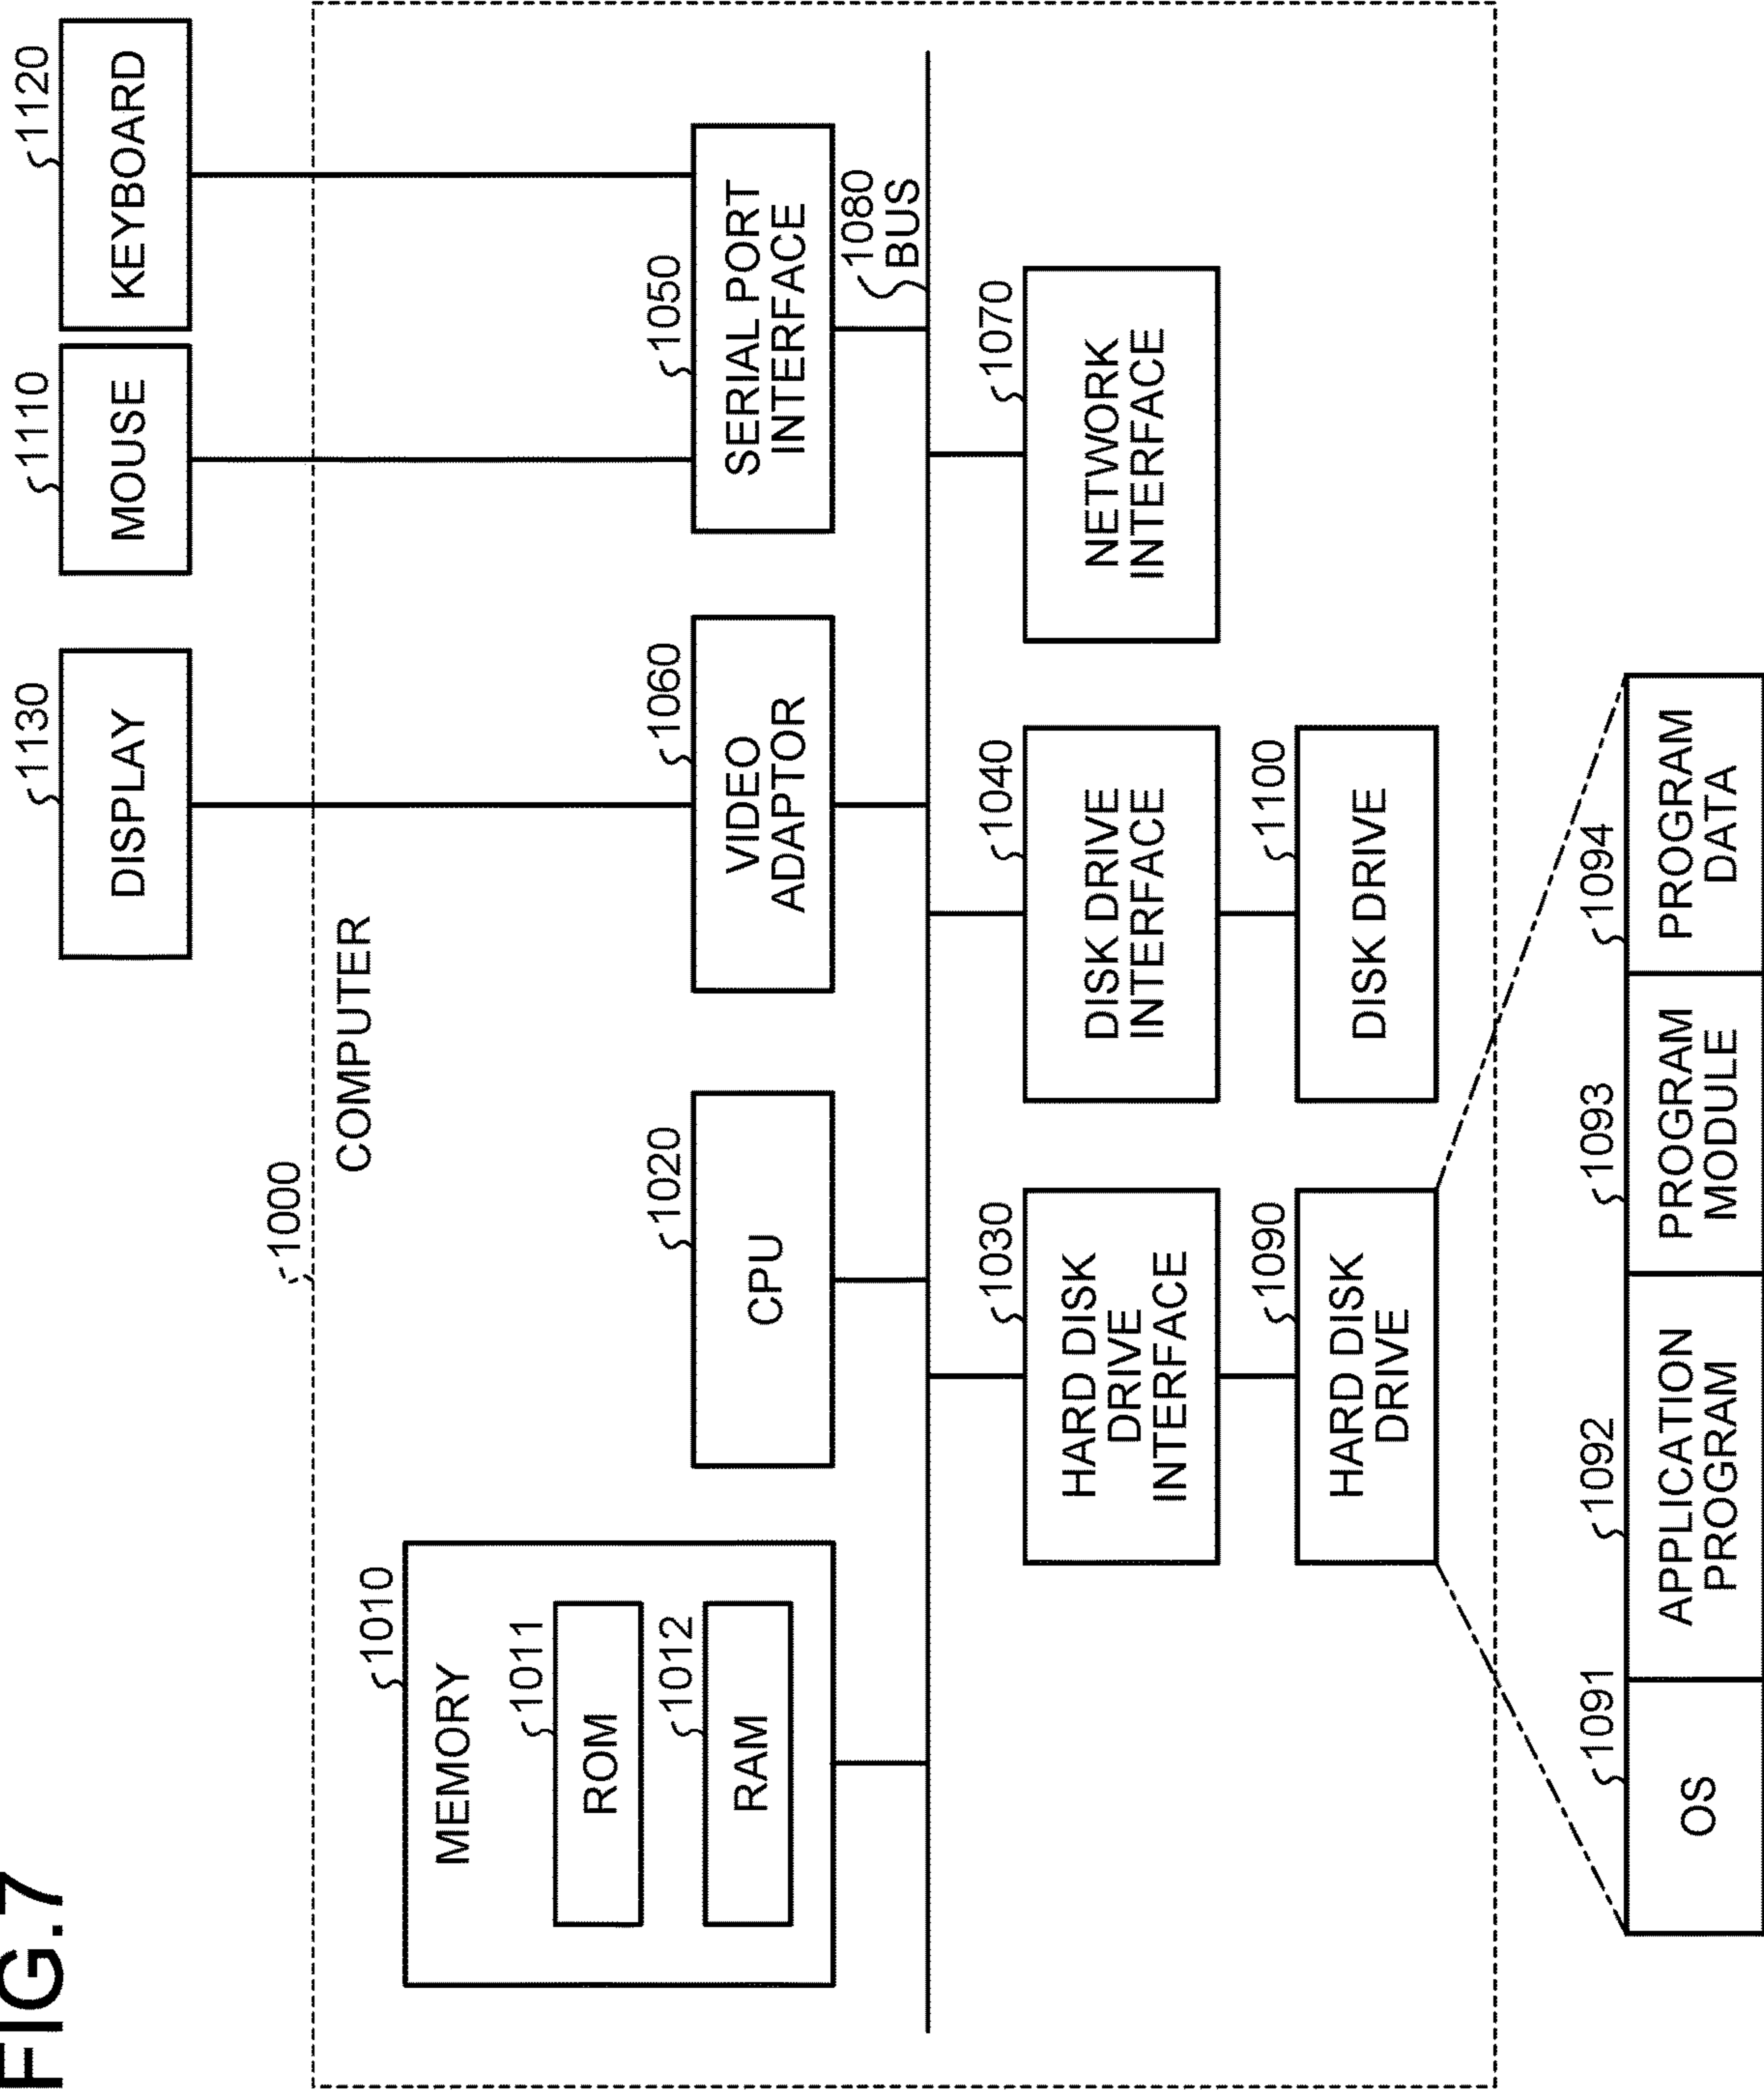 FIG.7
1130
DISPLAY
1110
MOUSE
1120
KEYBOARD
1000
COMPUTER
1010
MEMORY
1011
ROM
1012
RAM
1020
CPU
1060
VIDEO
ADAPTOR
1050
SERIAL PORT
INTERFACE
1080
BUS
1030
HARD DISK
DRIVE
INTERFACE
1040
DISK DRIVE
INTERFACE
1070
NETWORK
INTERFACE
1090
HARD DISK
DRIVE
1100
DISK DRIVE
1091
OS
1092
APPLICATION
PROGRAM
1093
PROGRAM
MODULE
1094
PROGRAM
DATA